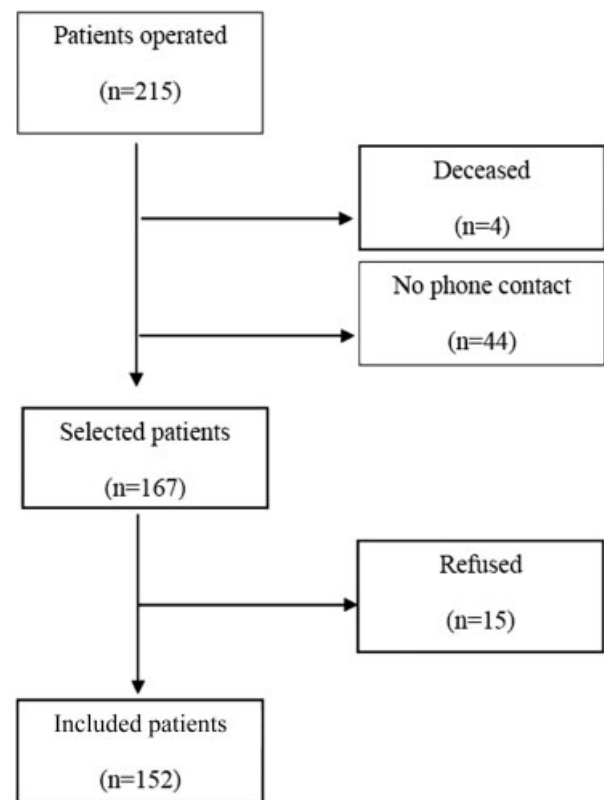 Patients operated
(n=215)
Deceased
(n=4)
No phone contact
(n=44)
Selected patients
(n=167)
Refused
(n=15)
Included patients
(n=152)